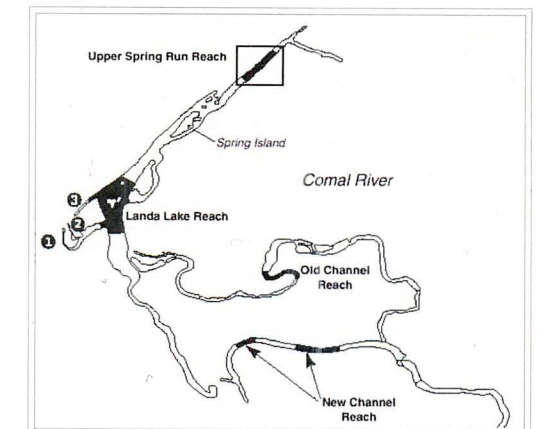 Upper Spring Run Reach
Spring Island
Comal River
3
Landa Lake Reach
2
1
Old Channel
Reach
New Channel
Reach